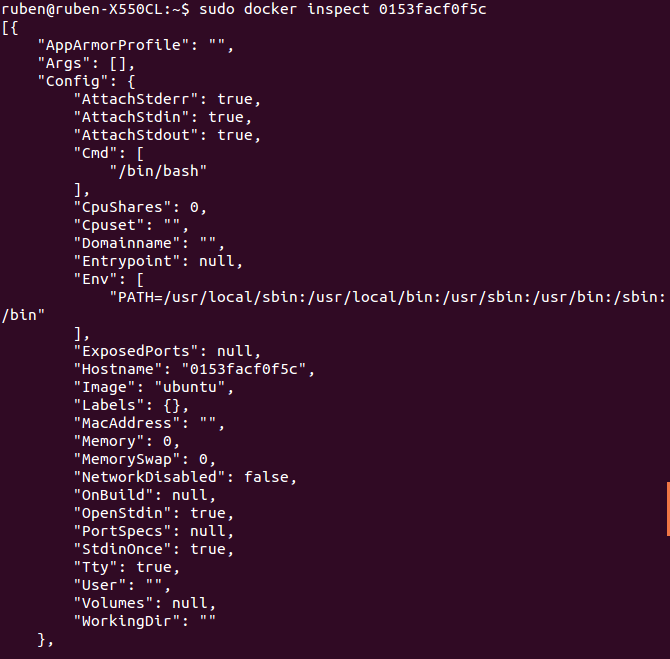 ruben@ruben-X550CL:~$ sudo docker inspect 0153facf0f5c
[{
    "AppArmorProfile": "",
    "Args": [],
    "Config": {
        "AttachStderr": true,
        "AttachStdin": true,
        "AttachStdout": true,
        "Cmd": [
            "/bin/bash"
        ],
        "CpuShares": 0,
        "Cpuset": "",
        "Domainname": "",
        "Entrypoint": null,
        "Env": [
            "PATH=/usr/local/sbin:/usr/local/bin:/usr/sbin:/usr/bin:/sbin:
/bin"
        ],
        "ExposedPorts": null,
        "Hostname": "0153facf0f5c",
        "Image": "ubuntu",
        "Labels": {},
        "MacAddress": "",
        "Memory": 0,
        "MemorySwap": 0,
        "NetworkDisabled": false,
        "OnBuild": null,
        "OpenStdin": true,
        "PortSpecs": null,
        "StdinOnce": true,
        "Tty": true,
        "User": "",
        "Volumes": null,
        "WorkingDir": ""
    },